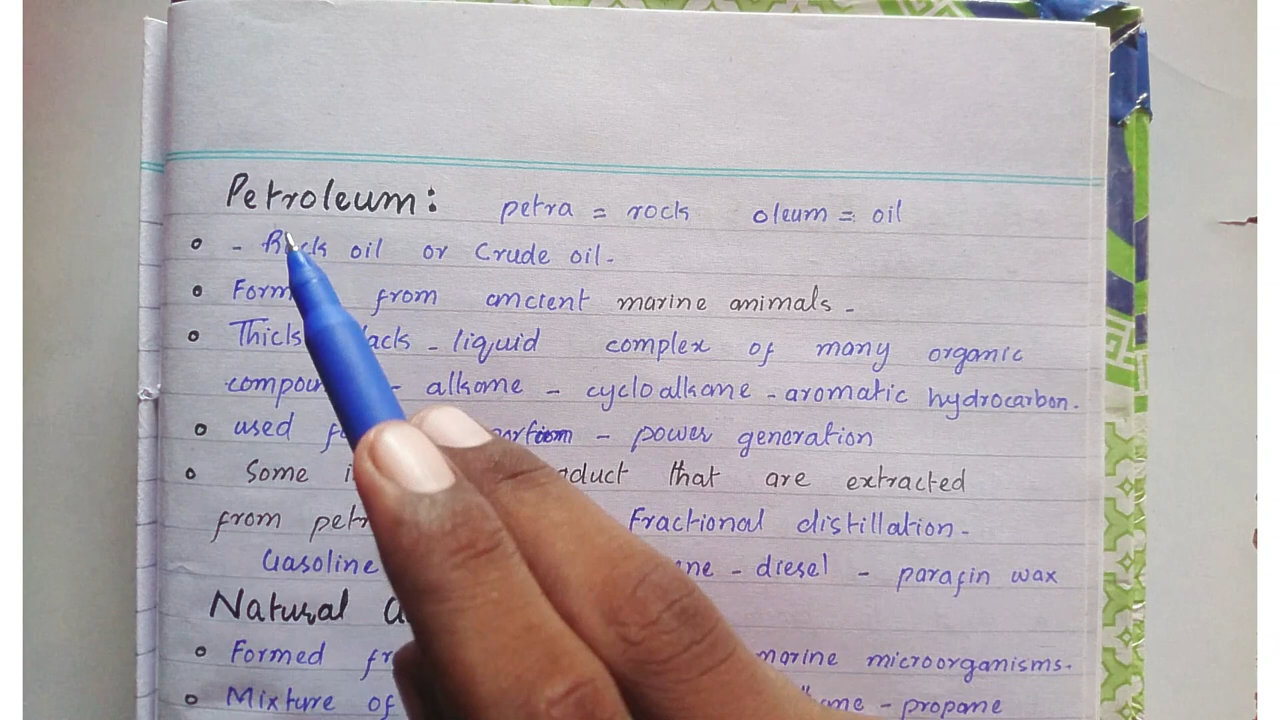 Petroleum: petra = rock oleum = oil
- Rock oil or Crude oil.
from ancient marine animals.
liquid complex of many organic
- alkane - cycloalkane - aromatic hydrocarbon.
used - power generation
Some that are extracted
from Fractional distillation.
Gasoline - diesel - parafin wax
Natural
Formed marine microorganisms.
Mixture of - propane